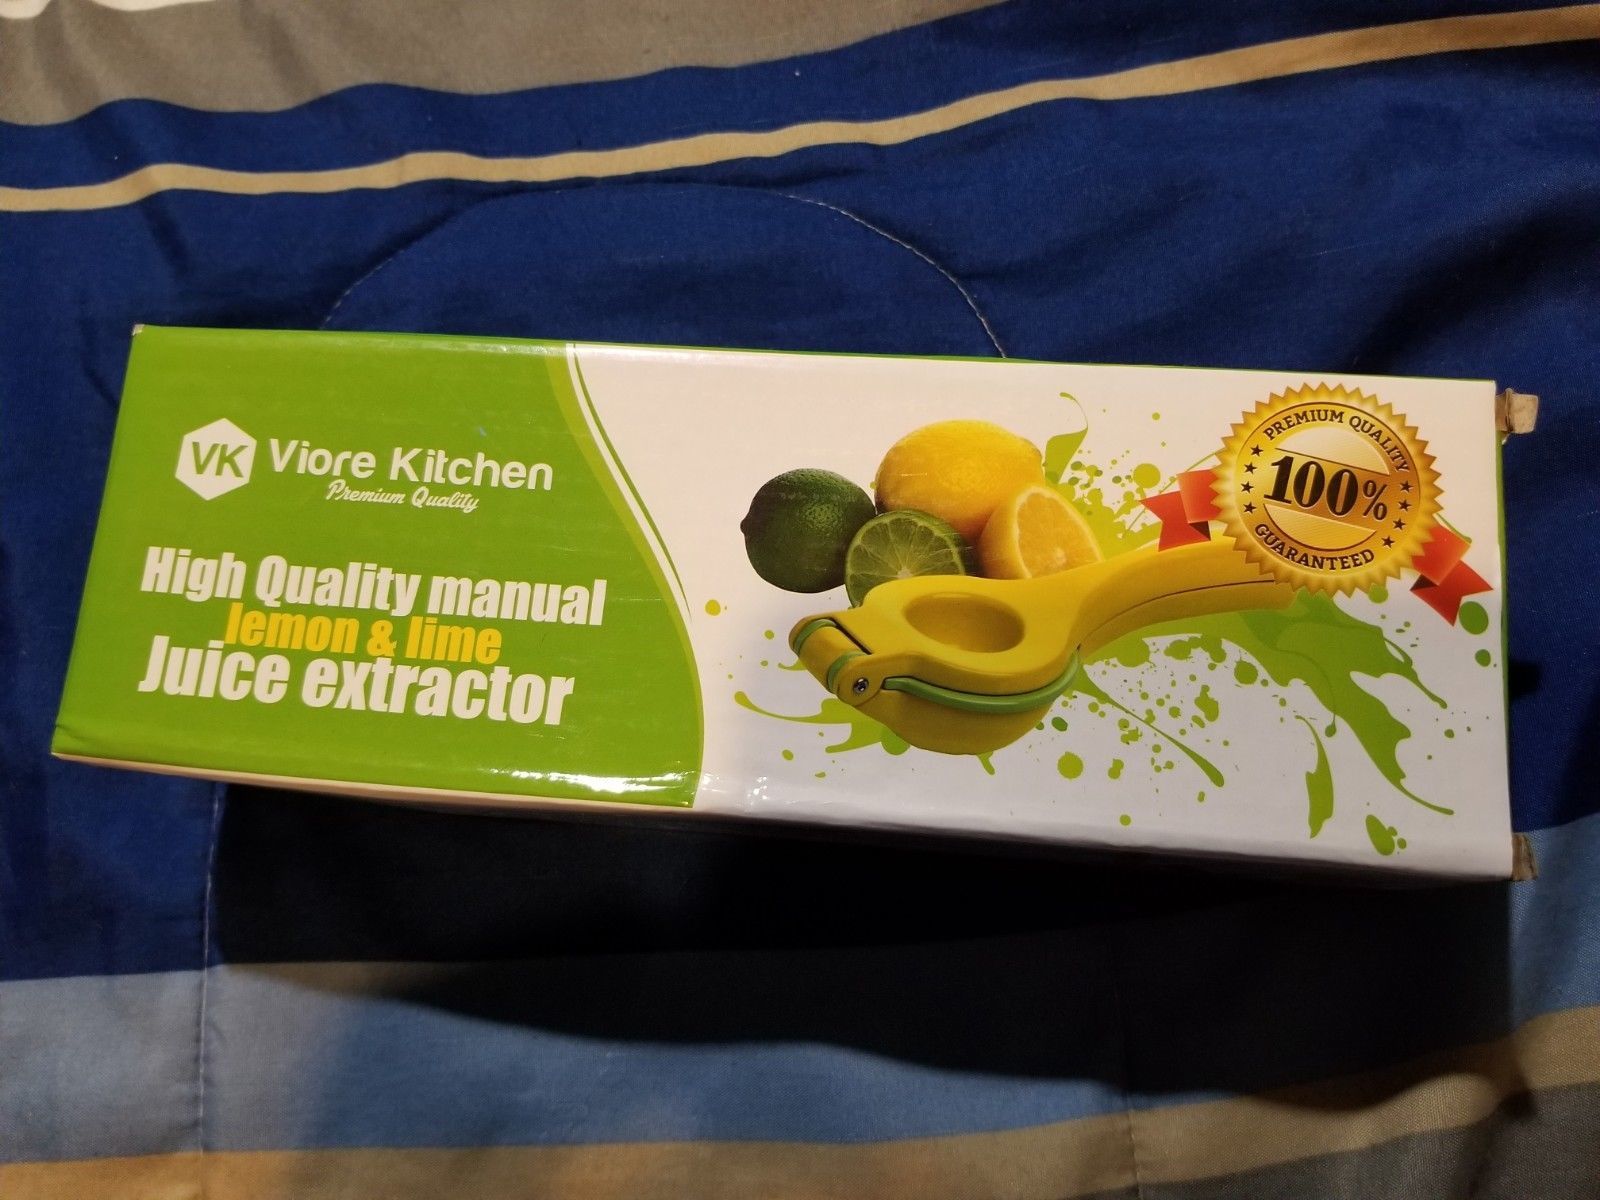 VK Viore Kitchen
Premium Quality
High Quality manual
lemon & lime
Juice extractor
PREMIUM QUALITY
100%
GUARANTEED